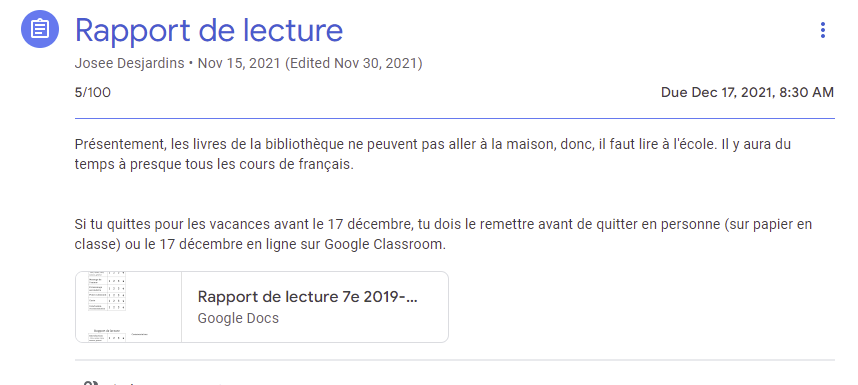 Rapport de lecture
Josee Desjardins • Nov 15, 2021 (Edited Nov 30, 2021)
5/100
Due Dec 17, 2021, 8:30 AM
Présentement, les livres de la bibliothèque ne peuvent pas aller à la maison, donc, il faut lire à l'école. Il y aura du
temps à presque tous les cours de français.
Si tu quittes pour les vacances avant le 17 décembre, tu dois le remettre avant de quitter en personne (sur papier en
classe) ou le 17 décembre en ligne sur Google Classroom.
Rapport de lecture 7e 2019-...
Google Docs